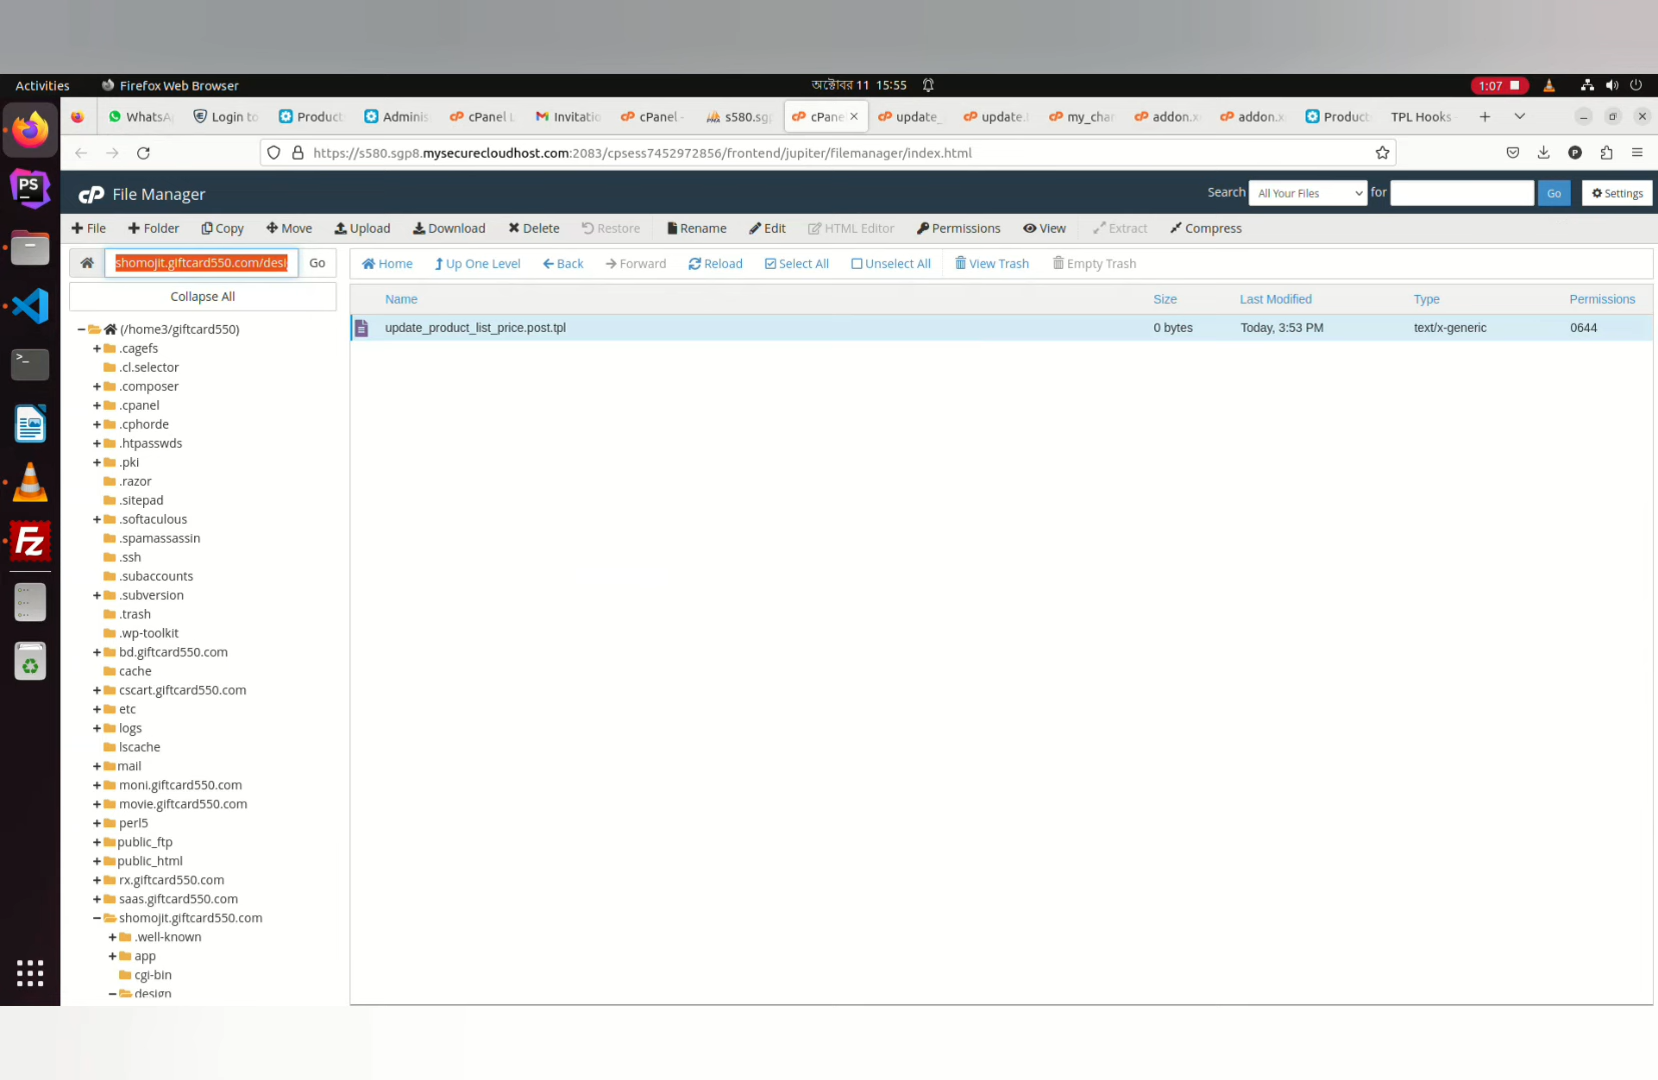 Activities Firefox Web Browser অক্টোবর 11 15:55 1:07
WhatsA Login to Product Adminis cPanel L Invitatio cPanel - s580.sg cPane update_ update. my_cha addon.x addon.x Product TPL Hooks
https://s580.sgp8.mysecurecloudhost.com:2083/cpsess7452972856/frontend/jupiter/filemanager/index.html
cP File Manager Search All Your Files for Go Settings
File Folder Copy Move Upload Download Delete Restore Rename Edit HTML Editor Permissions View Extract Compress
shomojit.giftcard550.com/desi Go Home Up One Level Back Forward Reload Select All Unselect All View Trash Empty Trash
Collapse All
Name Size Last Modified Type Permissions
update_product_list_price.post.tpl 0 bytes Today, 3:53 PM text/x-generic 0644
(/home3/giftcard550)
.cagefs
.cl.selector
.composer
.cpanel
.cphorde
.htpasswds
.pki
.razor
.sitepad
.softaculous
.spamassassin
.ssh
.subaccounts
.subversion
.trash
.wp-toolkit
bd.giftcard550.com
cache
cscart.giftcard550.com
etc
logs
lscache
mail
moni.giftcard550.com
movie.giftcard550.com
perl5
public_ftp
public_html
rx.giftcard550.com
saas.giftcard550.com
shomojit.giftcard550.com
.well-known
app
cgi-bin
design
PS
Fz